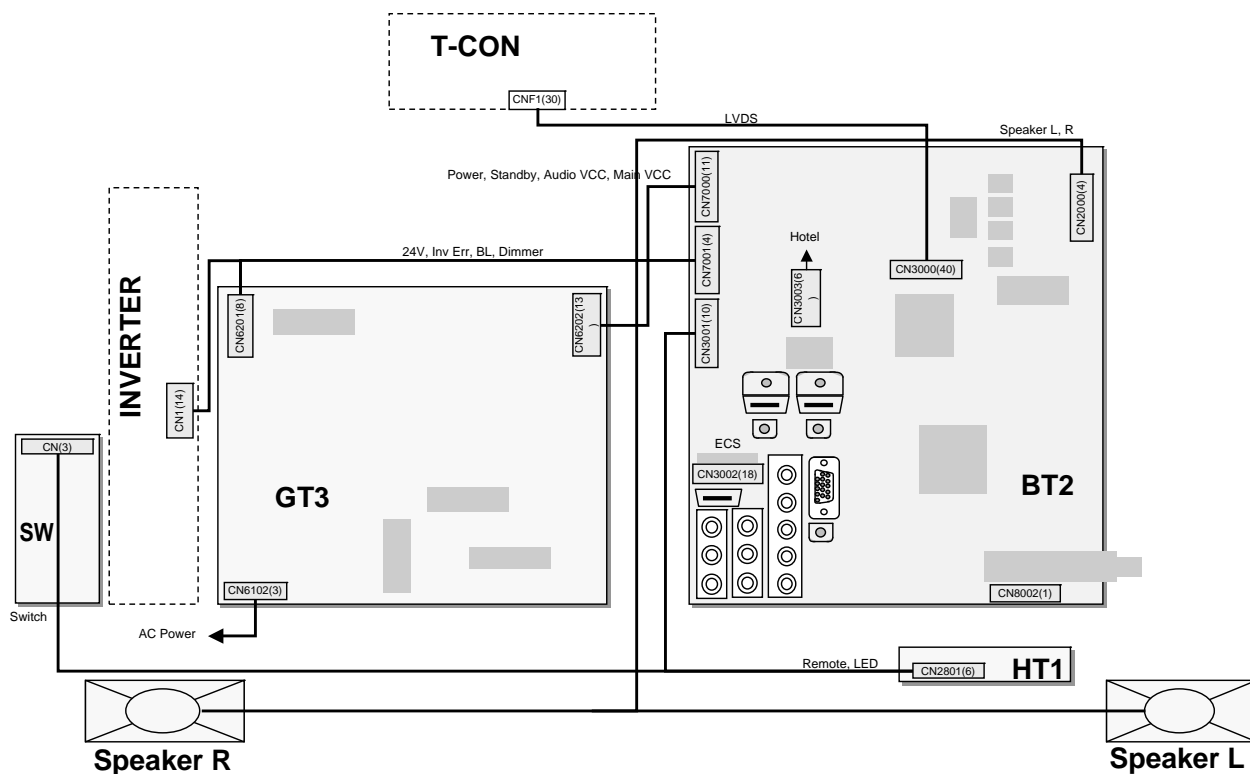 T-CON
CNF1(30)
LVDS
Speaker L, R
Power, Standby, Audio VCC, Main VCC
CN7000(11)
CN2000(4)
24V, Inv Err, BL, Dimmer
CN7001(4)
Hotel
CN3003(6
)
CN3000(40)
INVERTER
CN6201(8)
CN6202(13
)
CN3001(10)
CN1(14)
CN(3)
SW
GT3
ECS
CN3002(18)
BT2
CN6102(3)
CN8002(1)
Switch
AC Power
Remote, LED
CN2801(6)
HT1
Speaker R
Speaker L